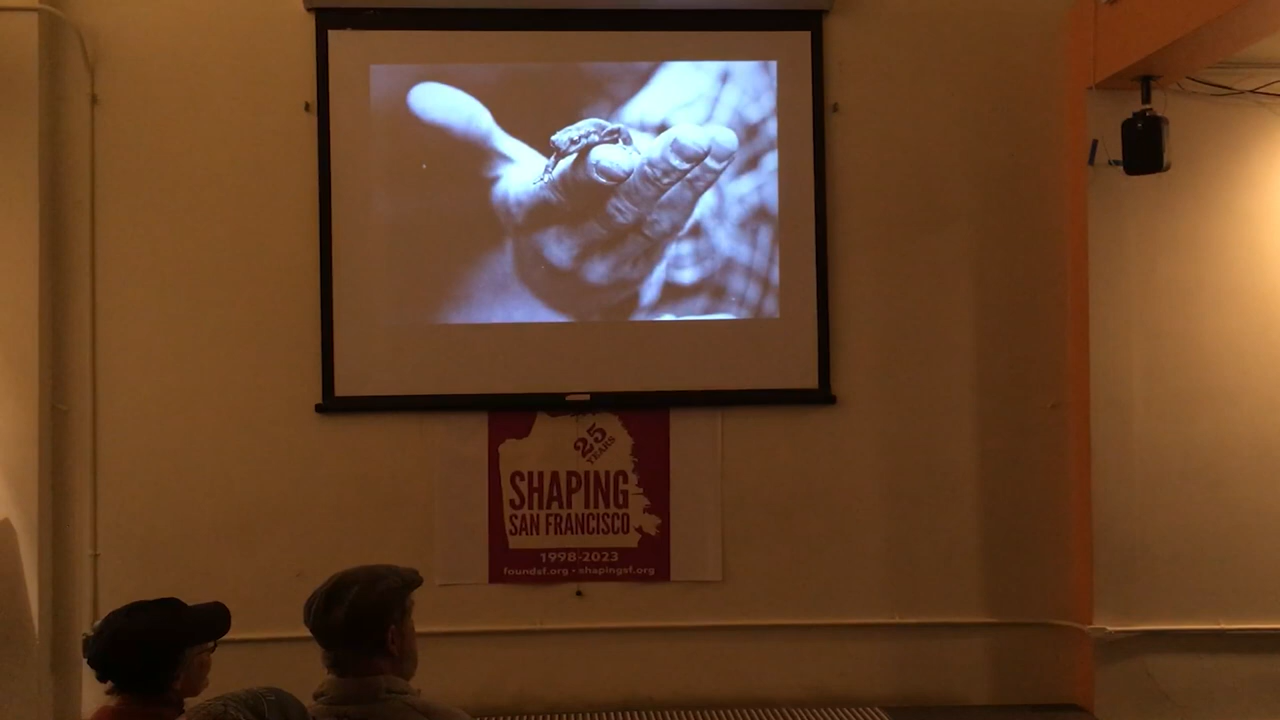 25
YEARS
SHAPING
SAN FRANCISCO
1998-2023
foundsf.org • shapingsf.org